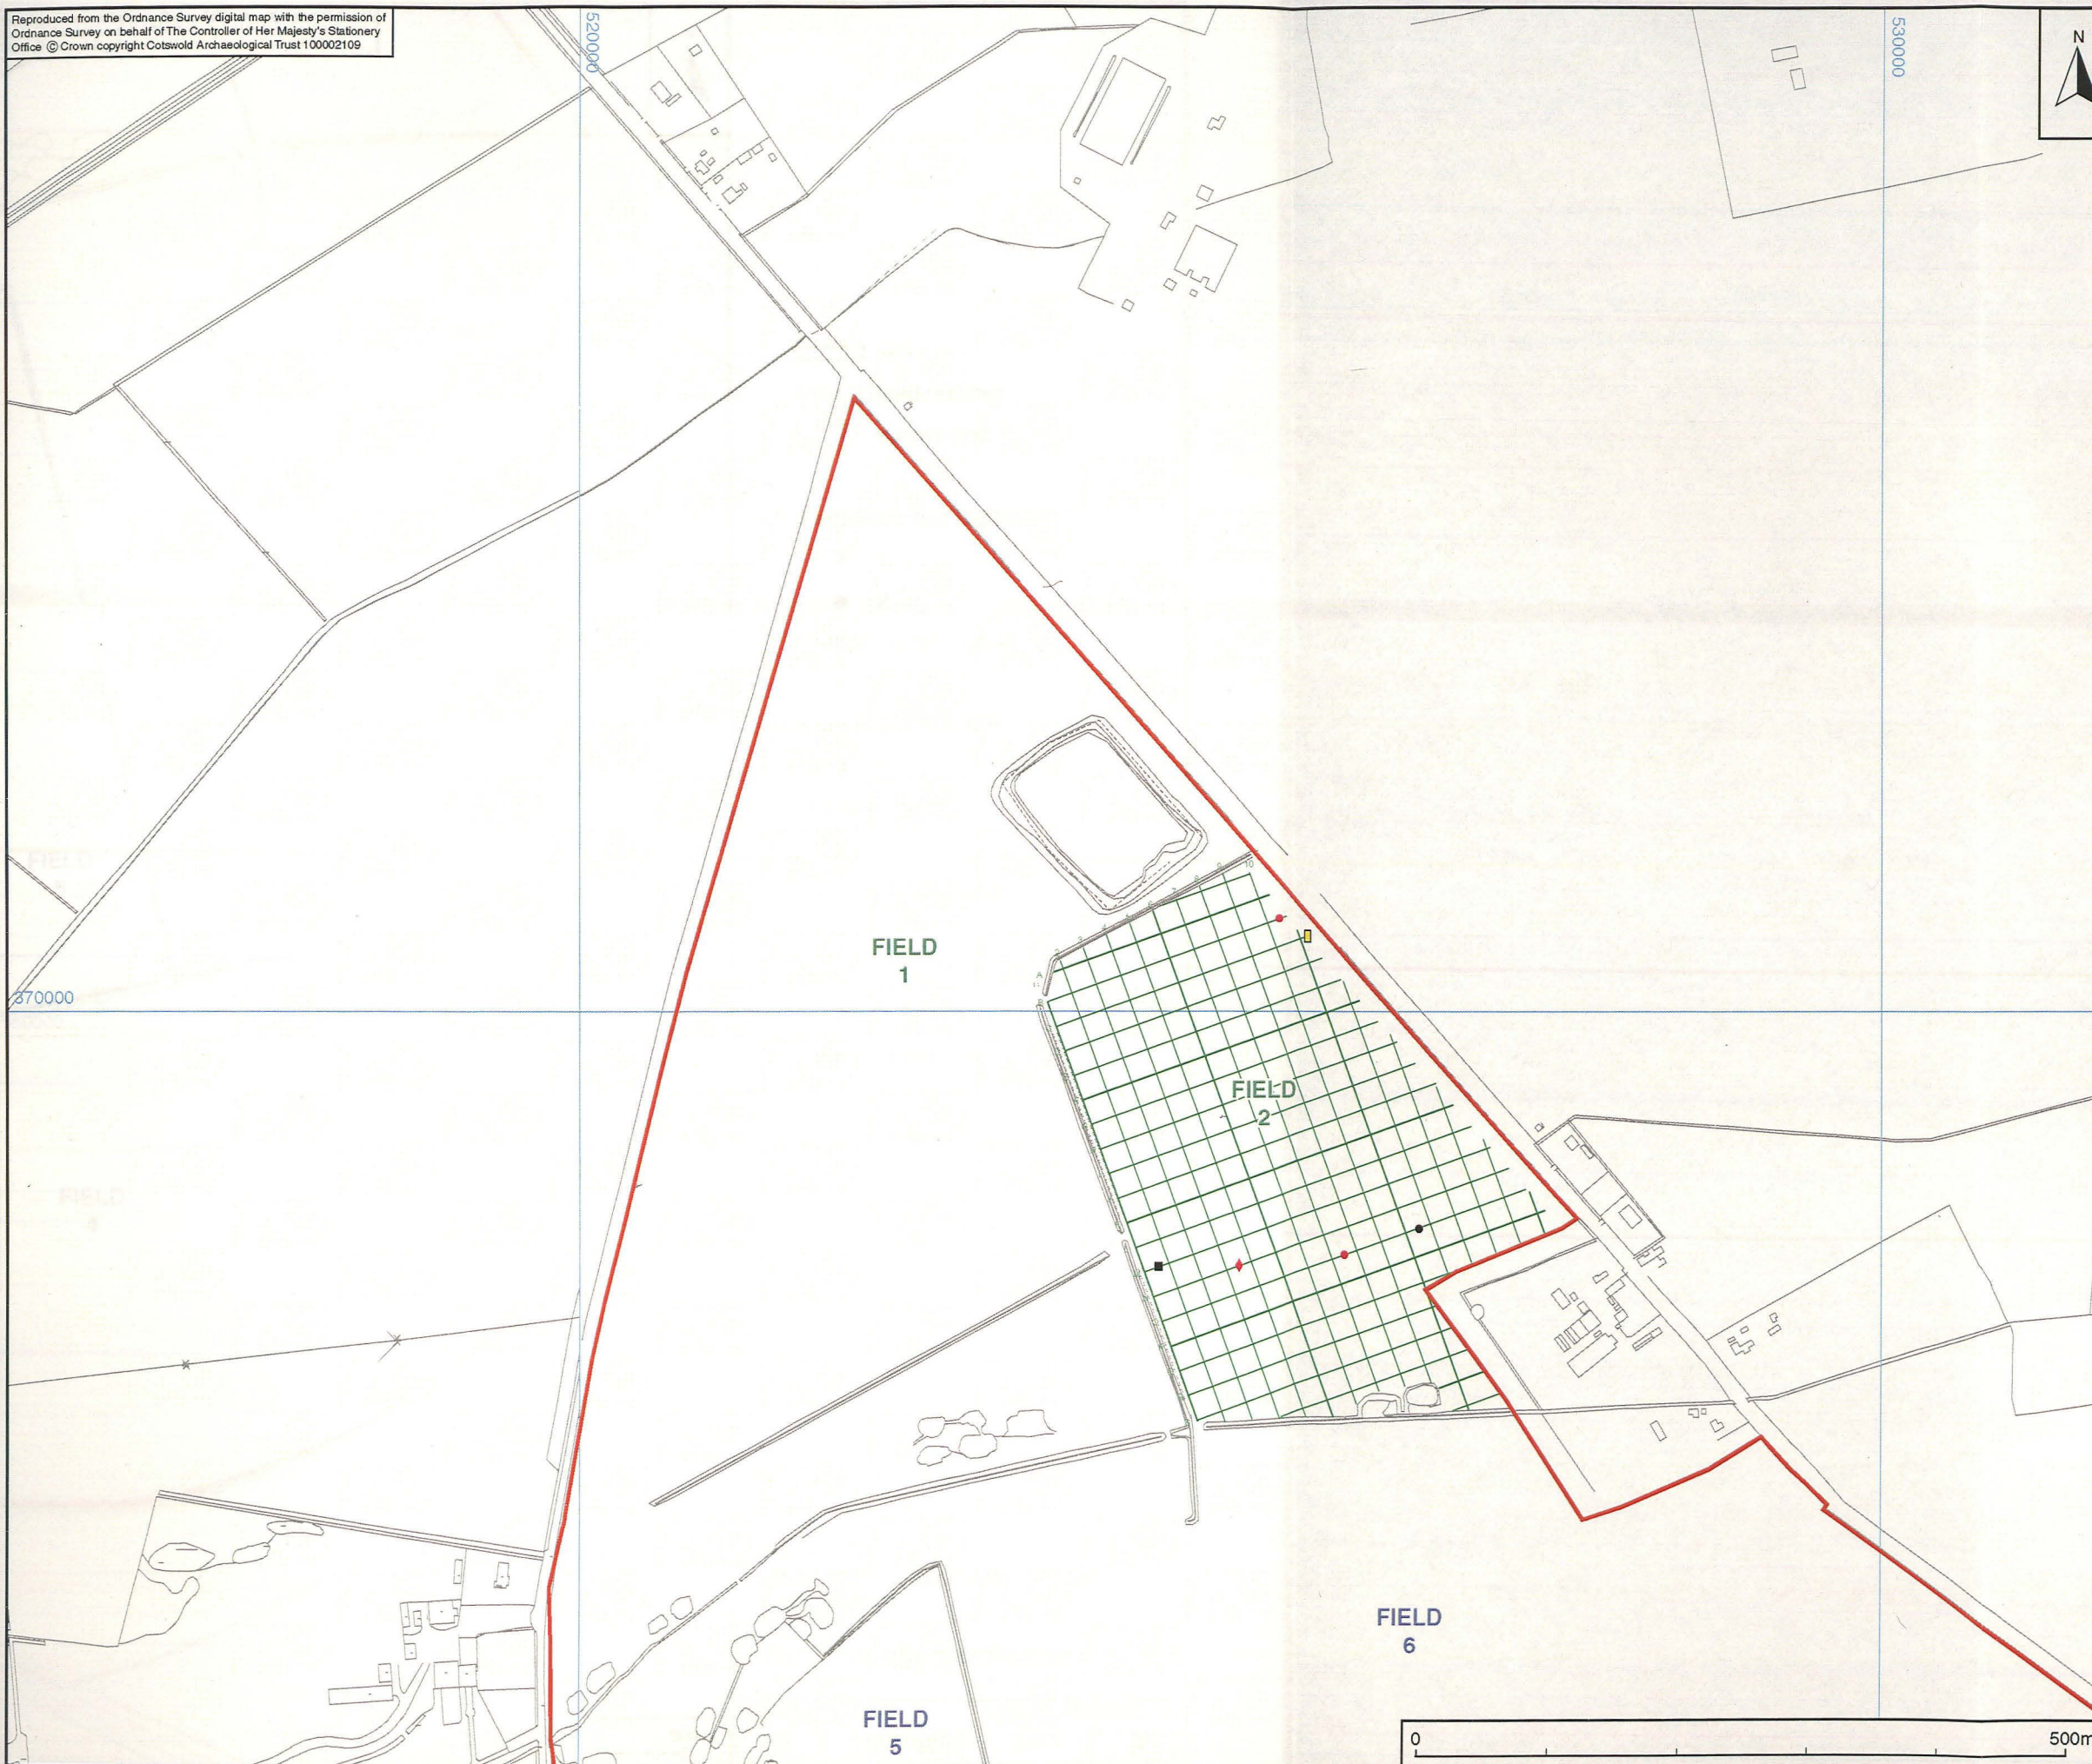 Reproduced from the Ordnance Survey digital map with the permission of
Ordnance Survey on behalf of The Controller of Her Majesty's Stationery
Office © Crown copyright Cotswold Archaeological Trust 100002109
520000
530000
N
10
A
370000
FIELD
1
FIELD
2
FIELD
6
FIELD
5
0
500m